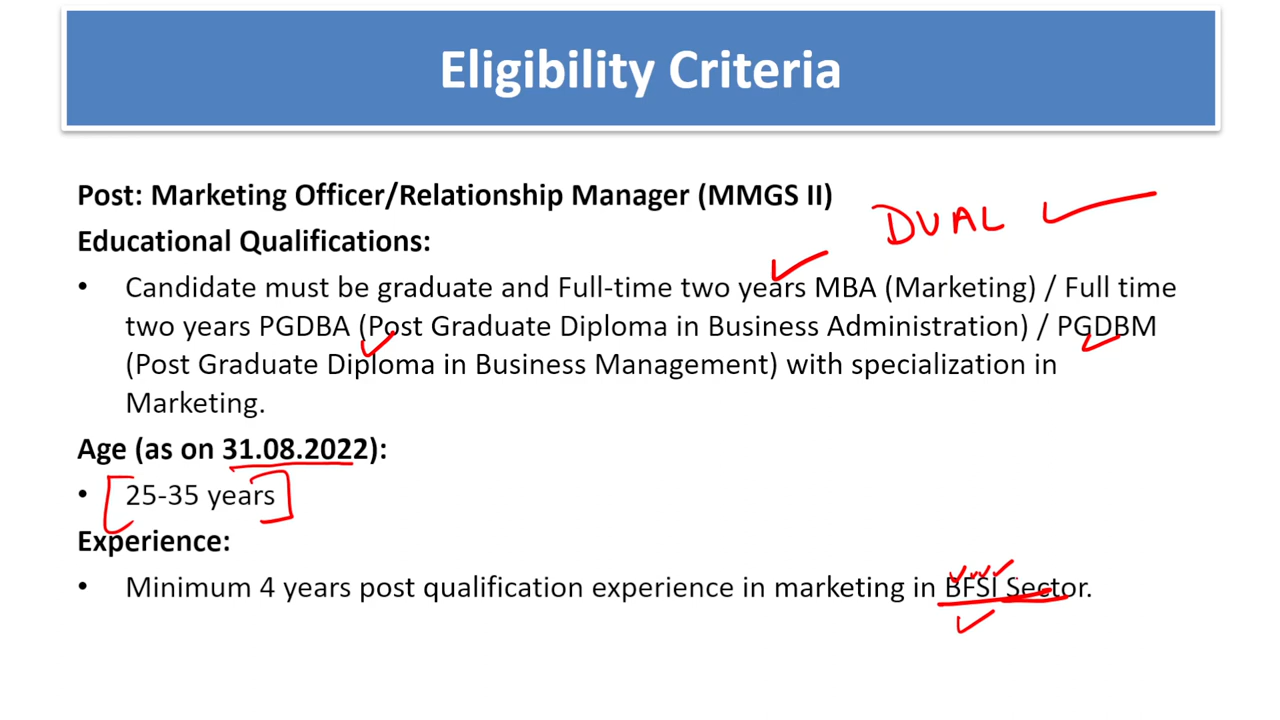 Eligibility Criteria
Post: Marketing Officer/Relationship Manager (MMGS II)
DUAL
Educational Qualifications:
• Candidate must be graduate and Full-time two years MBA (Marketing) / Full time
two years PGDBA (Post Graduate Diploma in Business Administration) / PGDBM
(Post Graduate Diploma in Business Management) with specialization in
Marketing.
Age (as on 31.08.2022):
• 25-35 years
Experience:
• Minimum 4 years post qualification experience in marketing in BFSI Sector.